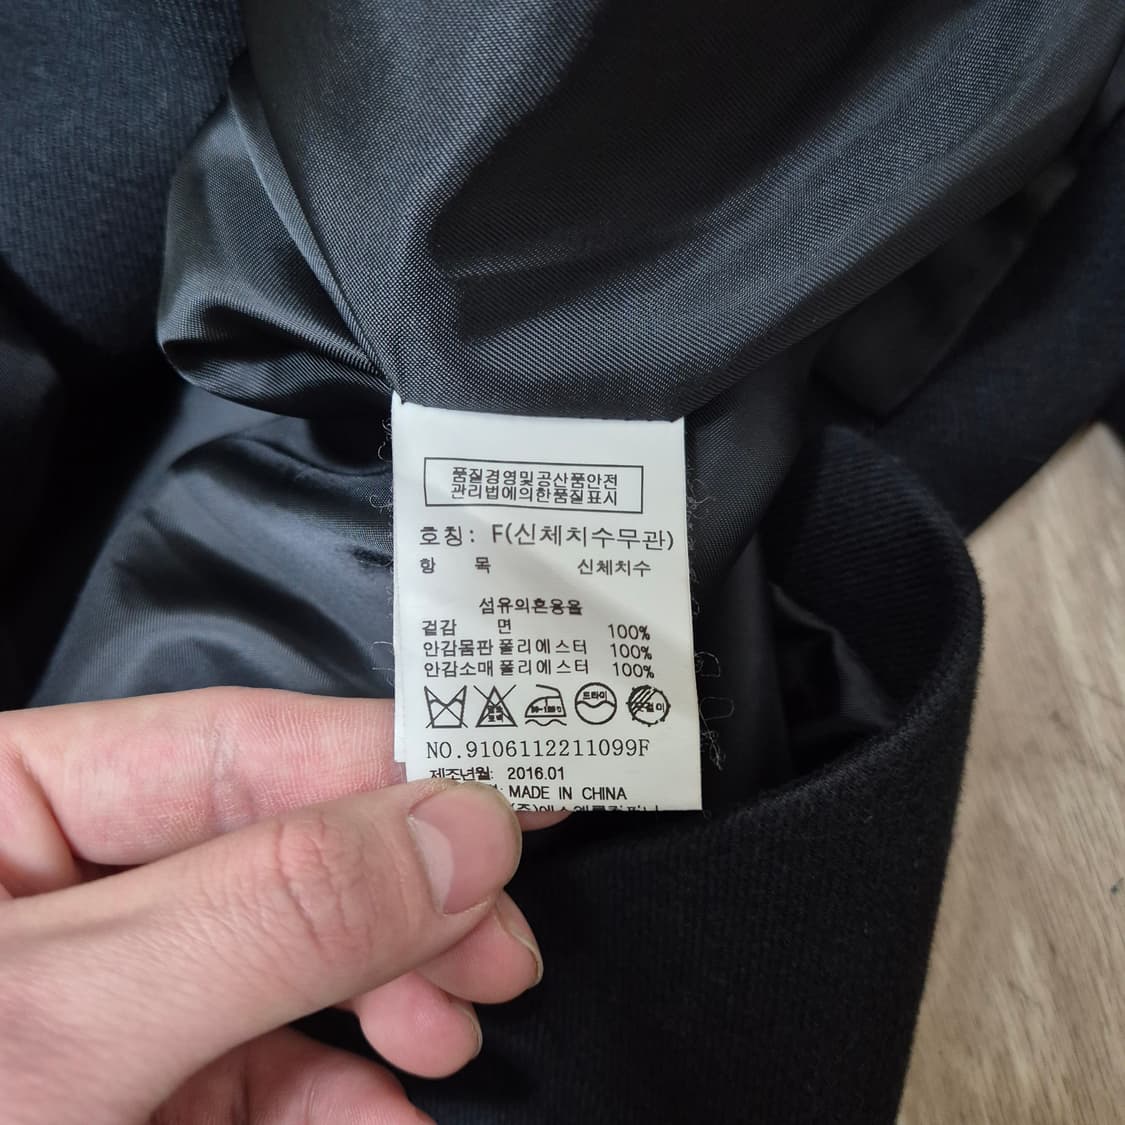 품질경영및공산품안전
관리법에의한품질표시
호칭: F(신체치수무관)
항 목 신체치수
섬유의혼용율
겉감 면 100%
안감몸판 폴리에스터 100%
안감소매 폴리에스터 100%
드라이
NO.9106112211099F
제조년월: 2016.01
: MADE IN CHINA